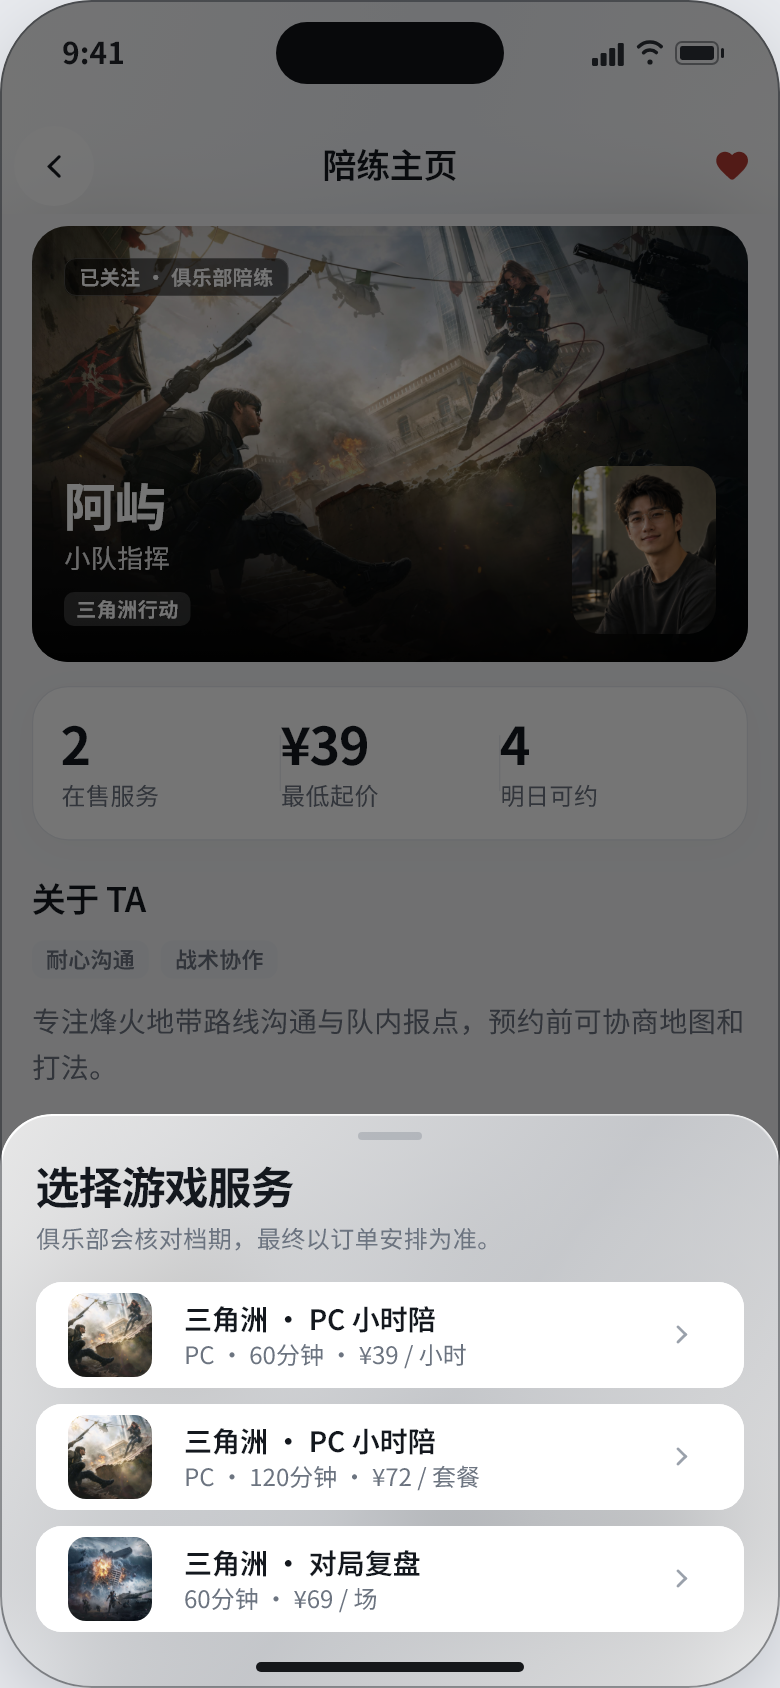 9:41
陪练主页
已关注 · 俱乐部陪练
阿屿
小队指挥
三角洲行动
2
在售服务
¥39
最低起价
4
明日可约
关于 TA
耐心沟通
战术协作
专注烽火地带路线沟通与队内报点，预约前可协商地图和
打法。
选择游戏服务
俱乐部会核对档期，最终以订单安排为准。
三角洲 · PC 小时陪
PC · 60分钟 · ¥39 / 小时
三角洲 · PC 小时陪
PC · 120分钟 · ¥72 / 套餐
三角洲 · 对局复盘
60分钟 · ¥69 / 场